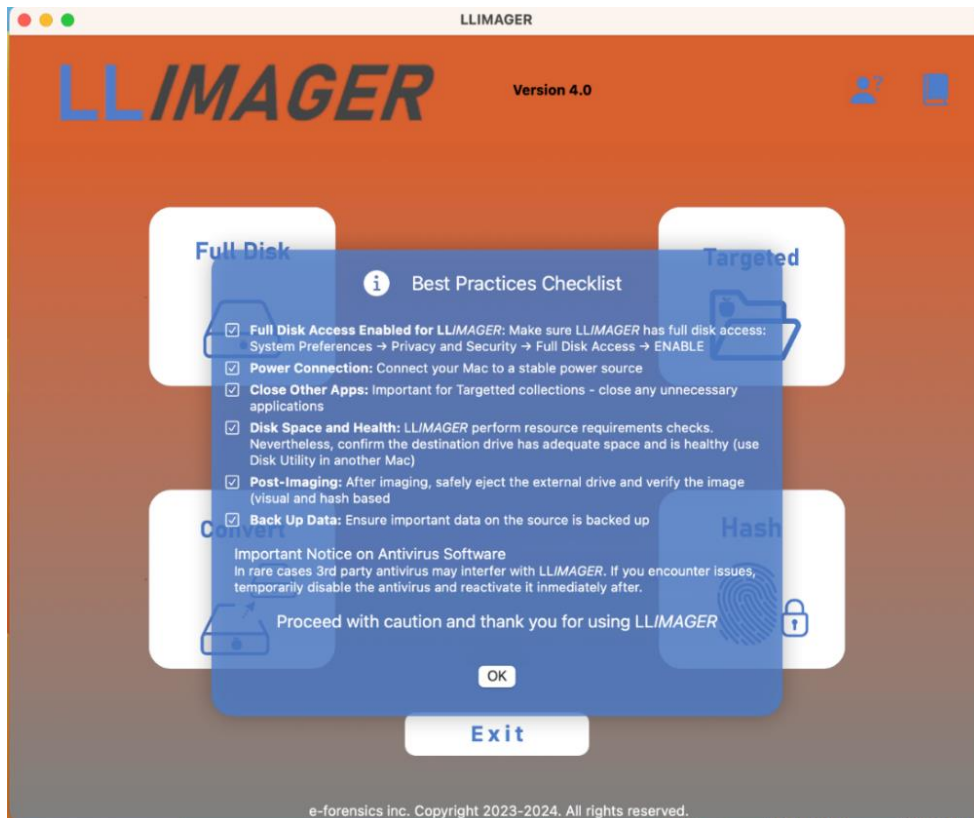 LLIMAGER
LLIMAGER
Version 4.0
?
Full Disk
Targeted
i Best Practices Checklist
Full Disk Access Enabled for LLIMAGER: Make sure LLIMAGER has full disk access:
System Preferences → Privacy and Security → Full Disk Access → ENABLE
Power Connection: Connect your Mac to a stable power source
Close Other Apps: Important for Targetted collections - close any unnecessary
applications
Disk Space and Health: LLIMAGER perform resource requirements checks.
Nevertheless, confirm the destination drive has adequate space and is healthy (use
Disk Utility in another Mac)
Post-Imaging: After imaging, safely eject the external drive and verify the image
(visual and hash based
Back Up Data: Ensure important data on the source is backed up
Convert
Hash
Important Notice on Antivirus Software
In rare cases 3rd party antivirus may interfer with LLIMAGER. If you encounter issues,
temporarily disable the antivirus and reactivate it inmediately after.
Proceed with caution and thank you for using LLIMAGER
OK
Exit
e-forensics inc. Copyright 2023-2024. All rights reserved.